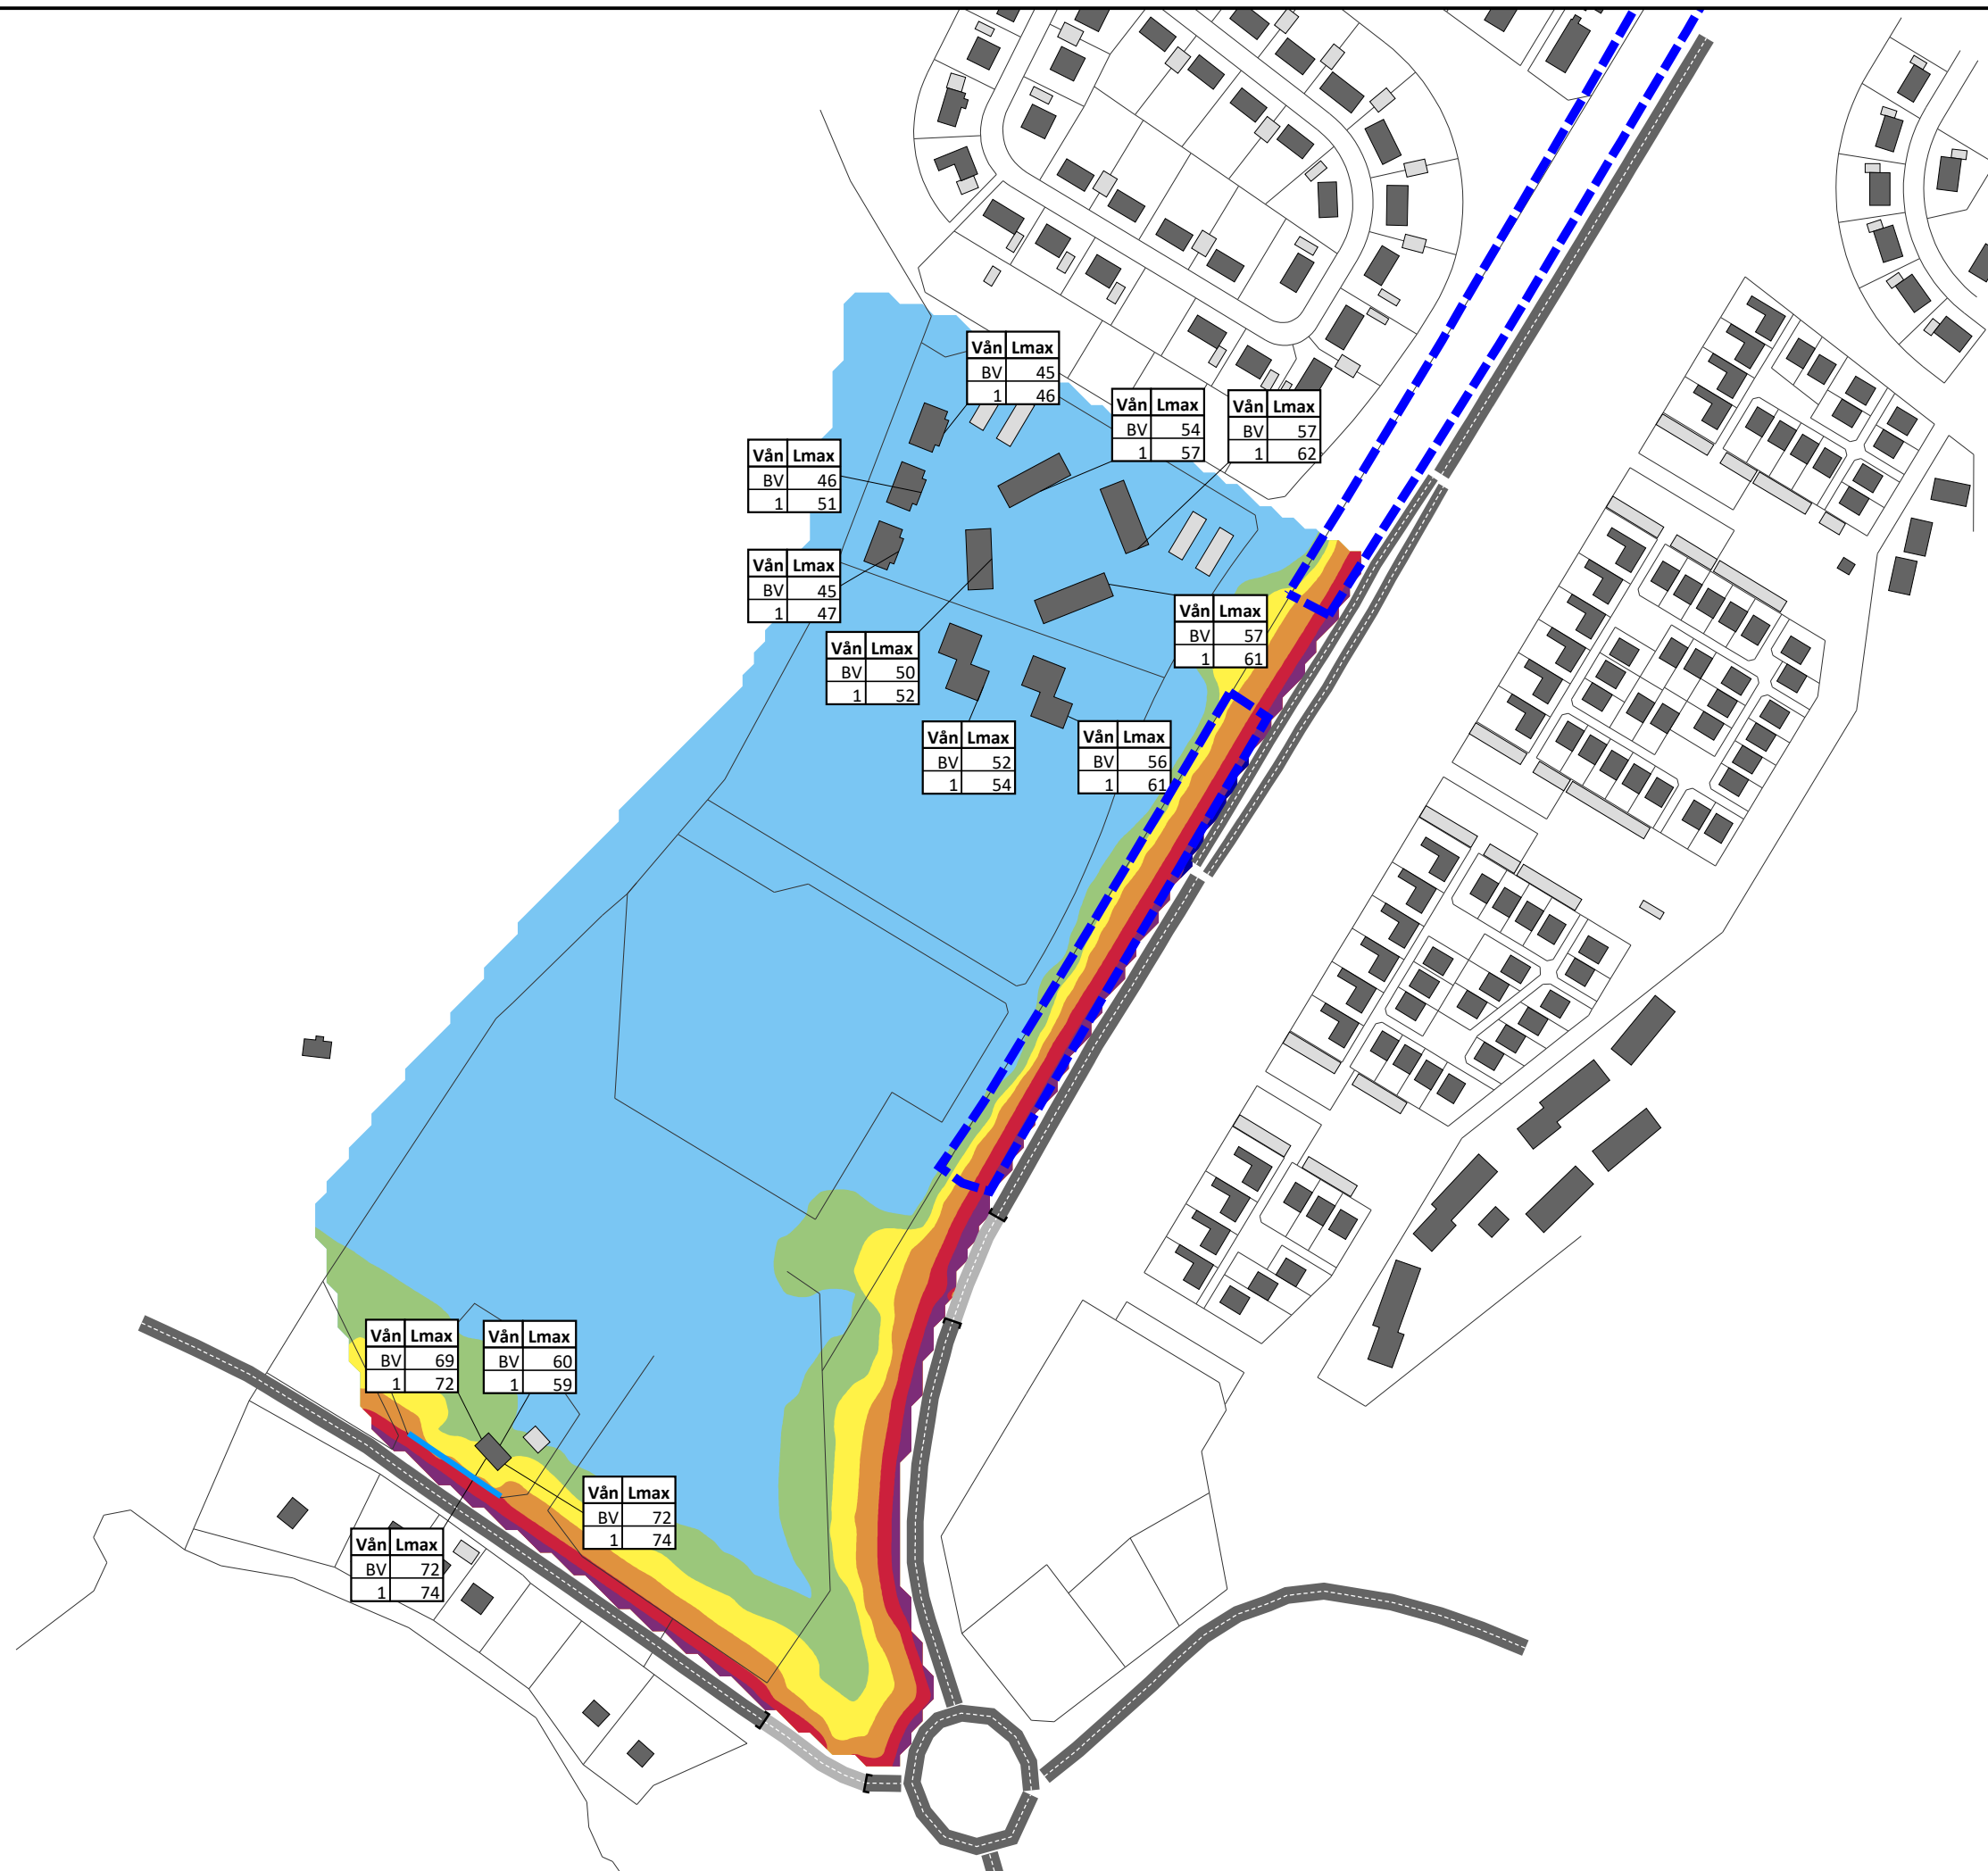 Vån Lmax
BV 45
1 46
Vån Lmax
BV 54
1 57
Vån Lmax
BV 57
1 62
Vån Lmax
BV 46
1 51
Vån Lmax
BV 45
1 47
Vån Lmax
BV 57
1 61
Vån Lmax
BV 50
1 52
Vån Lmax
BV 52
1 54
Vån Lmax
BV 56
1 61
Vån Lmax
BV 69
1 72
Vån Lmax
BV 60
1 59
Vån Lmax
BV 72
1 74
Vån Lmax
BV 72
1 74